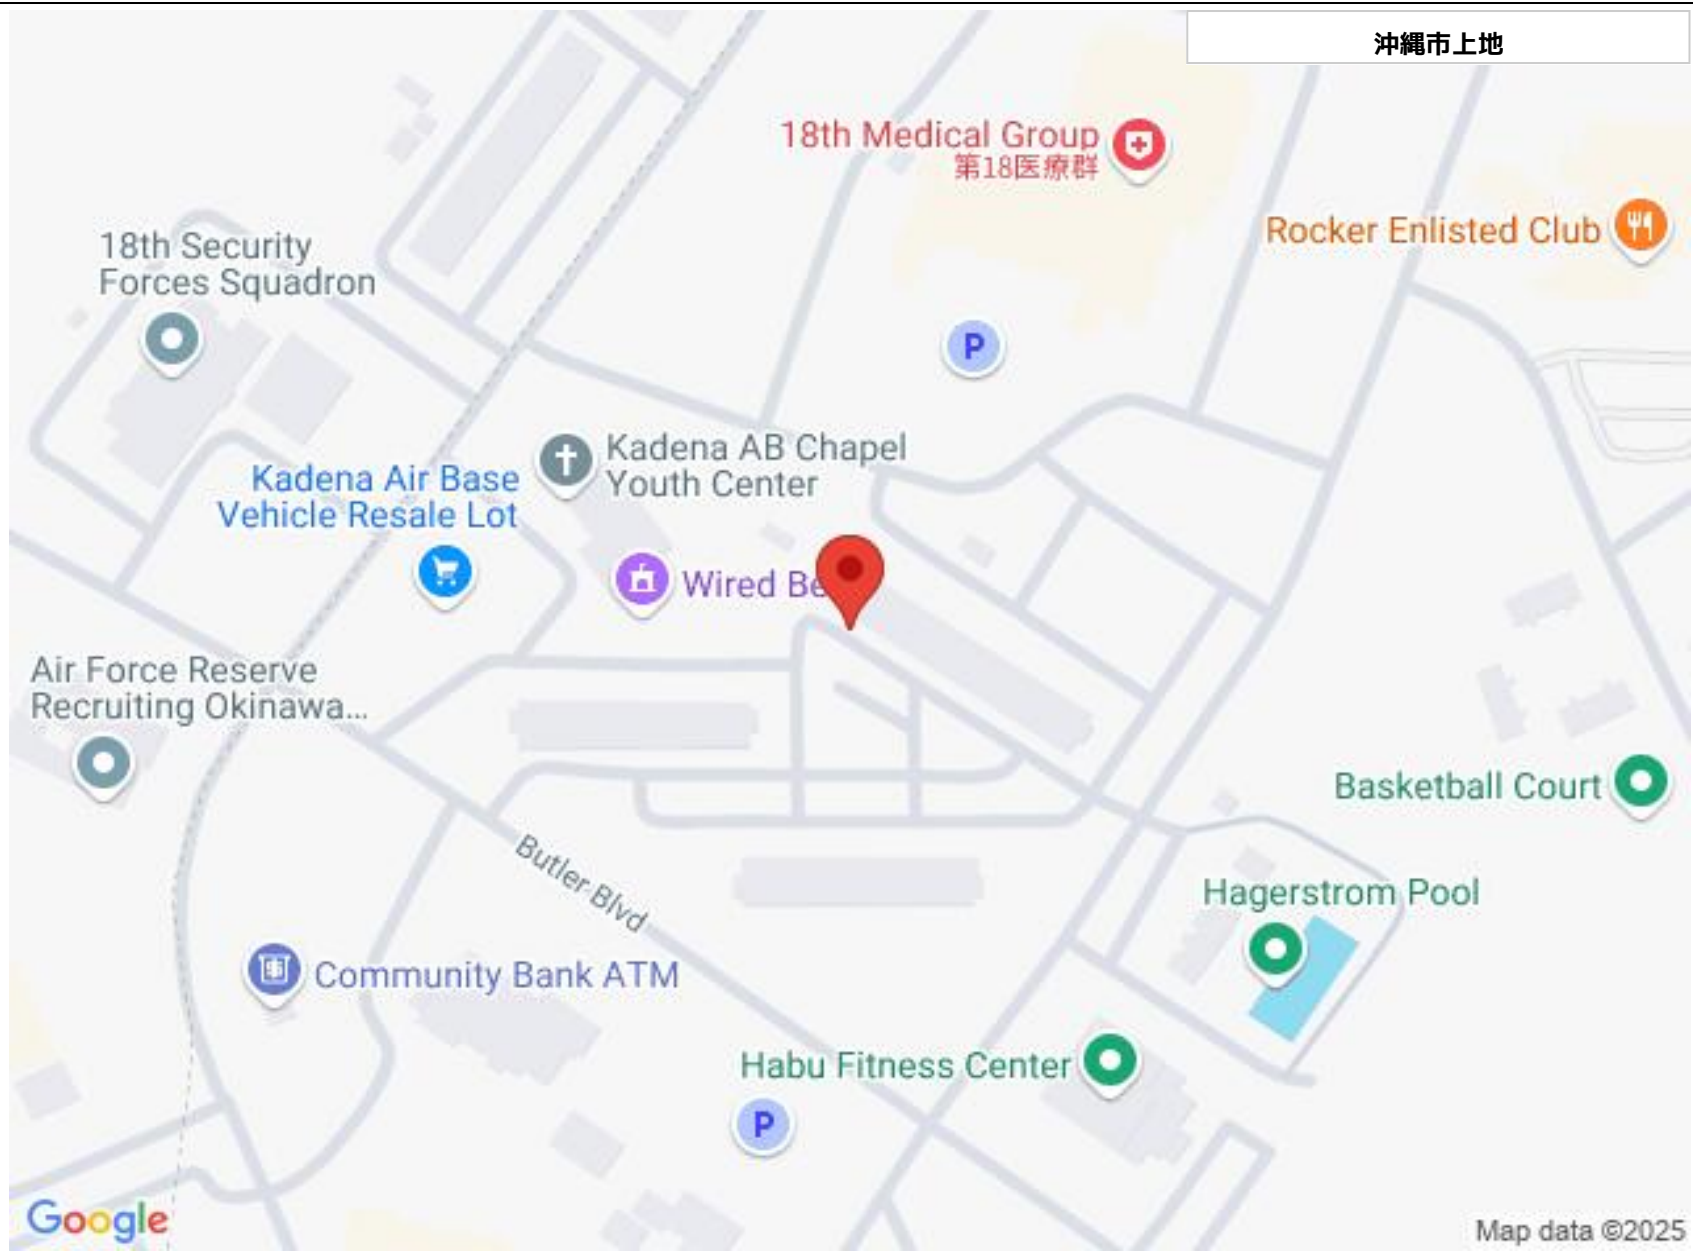 沖縄市上地
18th Medical Group
第18医療群
Rocker Enlisted Club
18th Security
Forces Squadron
P
Kadena AB Chapel
Youth Center
Kadena Air Base
Vehicle Resale Lot
Wired Be
Air Force Reserve
Recruiting Okinawa...
Basketball Court
Butler Blvd
Hagerstrom Pool
Community Bank ATM
Habu Fitness Center
P
Google
Map data ©2025